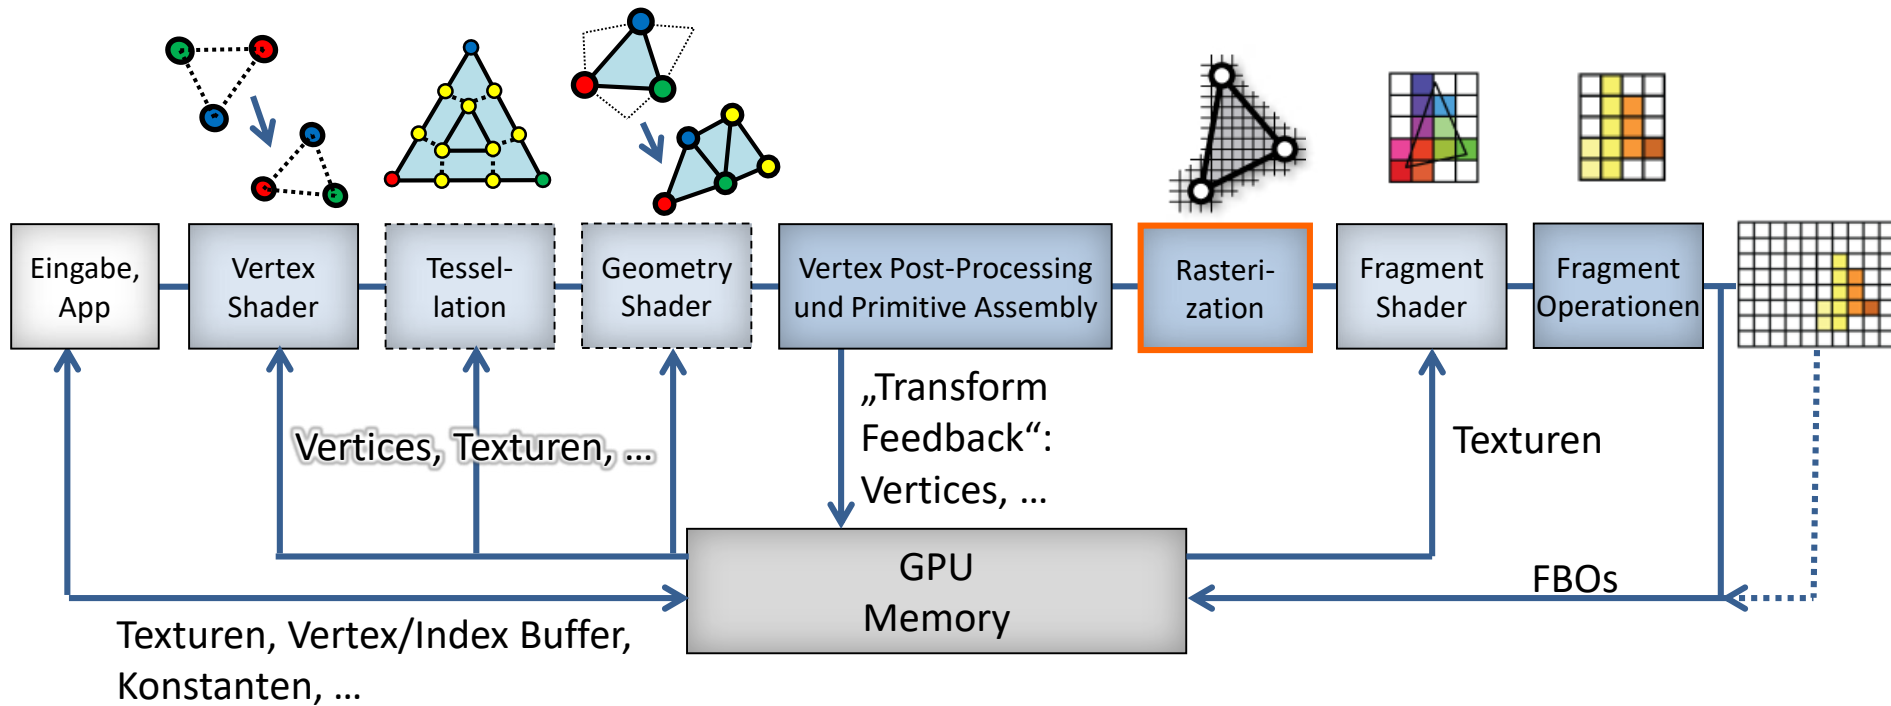 Eingabe,
App
Vertex
Shader
Tessel-
lation
Geometry
Shader
Vertex Post-Processing
und Primitive Assembly
Rasteri-
zation
Fragment
Shader
Fragment
Operationen
Vertices, Texturen, ...
„Transform
Feedback“:
Vertices, ...
Texturen
GPU
Memory
FBOs
Texturen, Vertex/Index Buffer,
Konstanten, ...